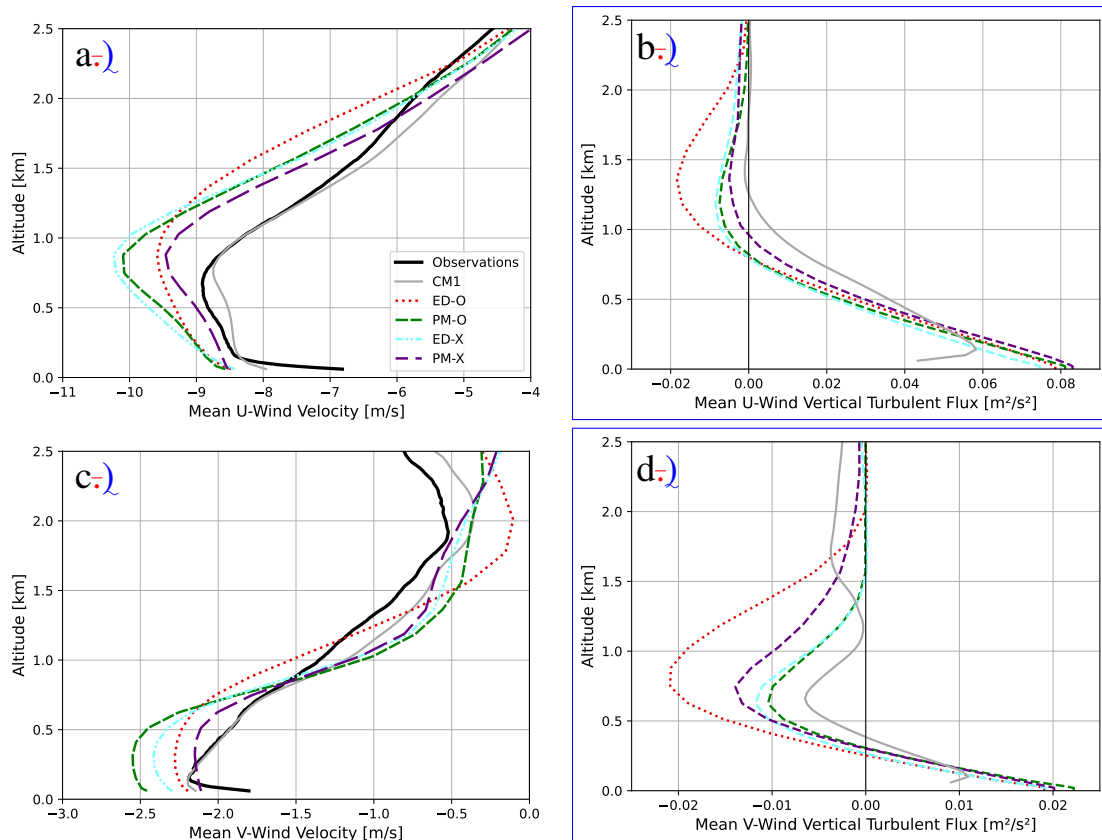 a.)
2.5
2.0
1.5
1.0
0.5
0.0
Altitude [km]
−11 −10 −9 −8 −7 −6 −5 −4
Mean U-Wind Velocity [m/s]
Observations
CM1
ED-O
PM-O
ED-X
PM-X
b.)
2.5
2.0
1.5
1.0
0.5
0.0
Altitude [km]
−0.02 0.00 0.02 0.04 0.06 0.08
Mean U-Wind Vertical Turbulent Flux [m²/s²]
c.)
2.5
2.0
1.5
1.0
0.5
0.0
Altitude [km]
−3.0 −2.5 −2.0 −1.5 −1.0 −0.5 0.0
Mean V-Wind Velocity [m/s]
d.)
2.5
2.0
1.5
1.0
0.5
0.0
Altitude [km]
−0.02 −0.01 0.00 0.01 0.02
Mean V-Wind Vertical Turbulent Flux [m²/s²]